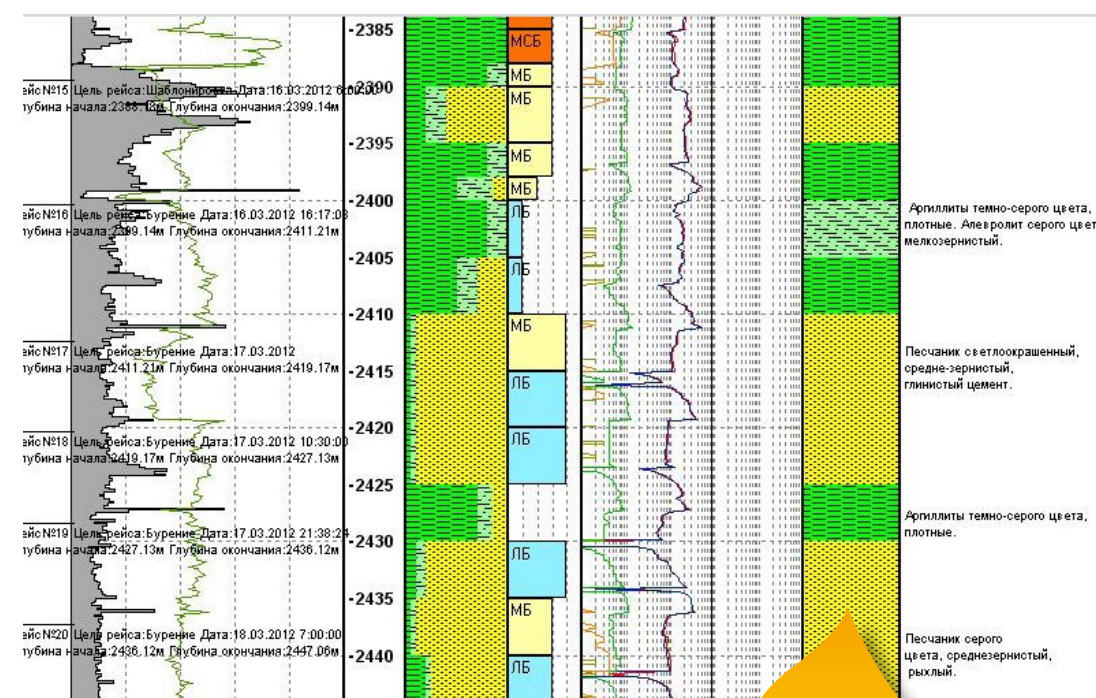 -2385
МСБ
МБ
ейс№15 Цель рейса:Шаблонировка Дата:16.03.2012
-2390
МБ
лубина начала:2388.13м Глубина окончания:2399.14м
-2395
МБ
МБ
-2400
ЛБ
Аргиллиты темно-серого цвета,
ейс№16 Цель рейса:Бурение Дата:16.03.2012 16:17:03
плотные. Алевролит серого цвет
лубина начала:2399.14м Глубина окончания:2411.21м
мелкозернистый.
-2405
ЛБ
-2410
МБ
ейс№17 Цель рейса:Бурение Дата:17.03.2012
Песчаник светлоокрашенный,
лубина начала:2411.21м Глубина окончания:2419.17м
-2415
средне-зернистый,
ЛБ
глинистый цемент.
-2420
ЛБ
ейс№18 Цель рейса:Бурение Дата:17.03.2012 10:30:00
лубина начала:2419.17м Глубина окончания:2427.13м
-2425
Аргиллиты темно-серого цвета,
плотные.
-2430
ейс№19 Цель рейса:Бурение Дата:17.03.2012 21:38:24
лубина начала:2427.13м Глубина окончания:2436.12м
ЛБ
-2435
МБ
ейс№20 Цель рейса:Бурение Дата:18.03.2012 7:00:00
Песчаник серого
лубина начала:2436.12м Глубина окончания:2447.06м
-2440
цвета, среднезернистый,
ЛБ
рыхлый.